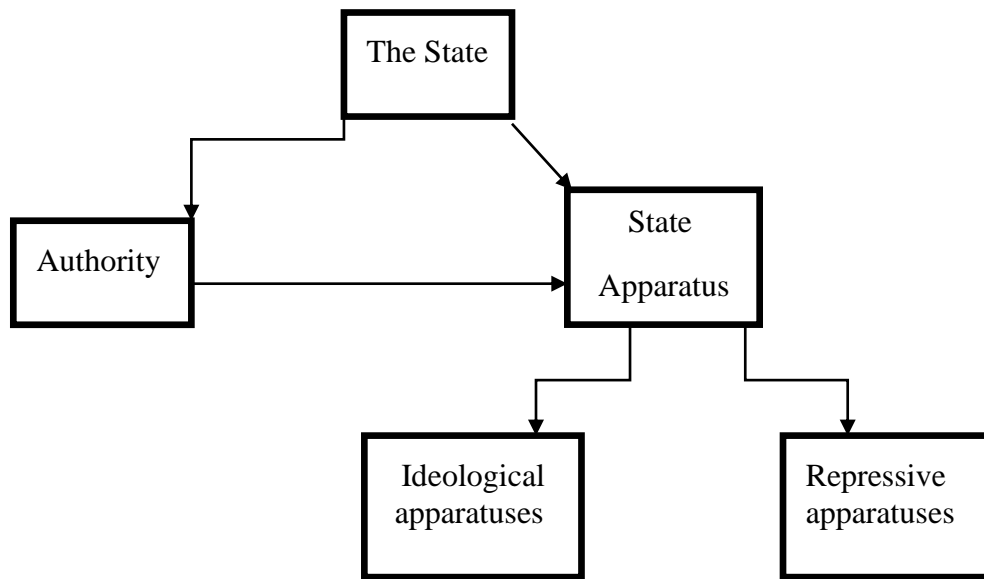 The State
Authority
State
Apparatus
Ideological
apparatuses
Repressive
apparatuses